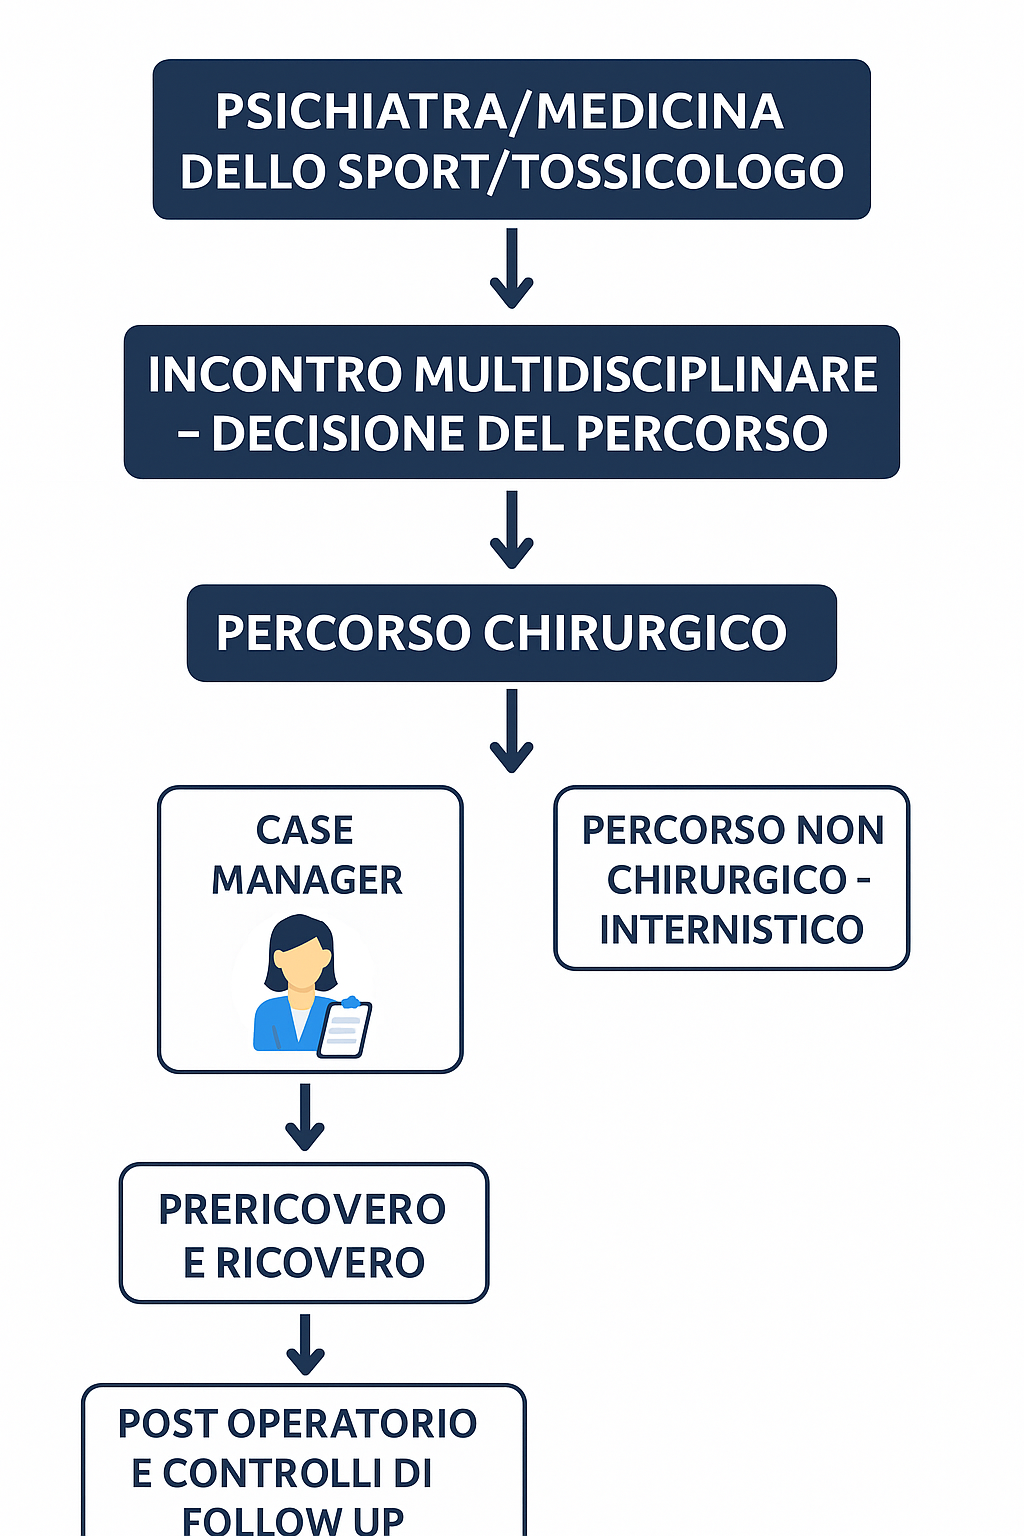 PSICHIATRA/MEDICINA
DELLO SPORT/TOSSICOLOGO
INCONTRO MULTIDISCIPLINARE
– DECISIONE DEL PERCORSO
PERCORSO CHIRURGICO
CASE
MANAGER
PERCORSO NON
CHIRURGICO -
INTERNISTICO
PRERICOVERO
E RICOVERO
POST OPERATORIO
E CONTROLLI DI
FOLLOW UP